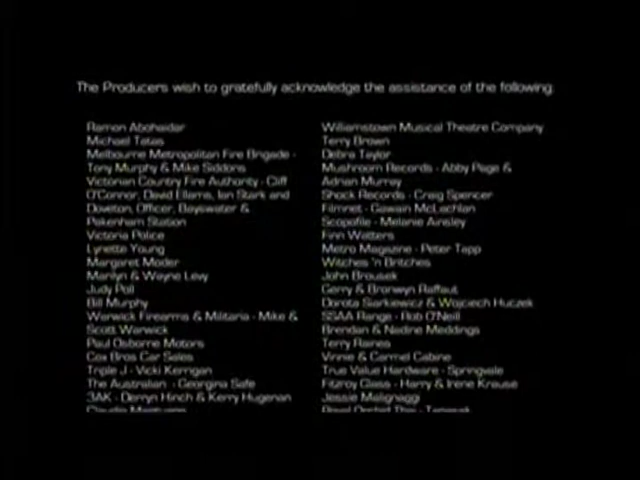 The Producers wish to gratefully acknowledge the assistance of the following
Ramon Abohaidar
Michael Tatas
Melbourne Metropolitan Fire Brigade -
Tony Murphy & Mike Siddons
Victorian Country Fire Authority - Cliff
O'Connor, David Ellams, Ian Stark and
Doveton, Officer, Bayswater &
Pakenham Station
Victoria Police
Lynette Young
Margaret Moder
Marilyn & Wayne Levy
Judy Poll
Bill Murphy
Warwick Firearms & Militaria - Mike &
Scott Warwick
Paul Osborne Motors
Cox Bros Car Sales
Triple J - Vicki Kerrigan
The Australian - Georgina Safe
3AK - Derryn Hinch & Kerry Hugenan
Williamstown Musical Theatre Company
Terry Brown
Debra Taylor
Mushroom Records - Abby Page &
Adrian Murray
Shock Records - Craig Spencer
Filmnet - Gawain McLachlan
Scopofile - Melanie Ainsley
Finn Watters
Metro Magazine - Peter Tapp
Witches 'n Britches
John Brousek
Gerry & Bronwyn Raffaut
Dorota Siarkiewicz & Wojciech Huczek
SSAA Range - Rob O'Neill
Brendan & Nadine Meddings
Terry Raines
Vinnie & Carmel Cabine
True Value Hardware - Springvale
Fitzroy Glass - Harry & Irene Krause
Jessie Malignaggi